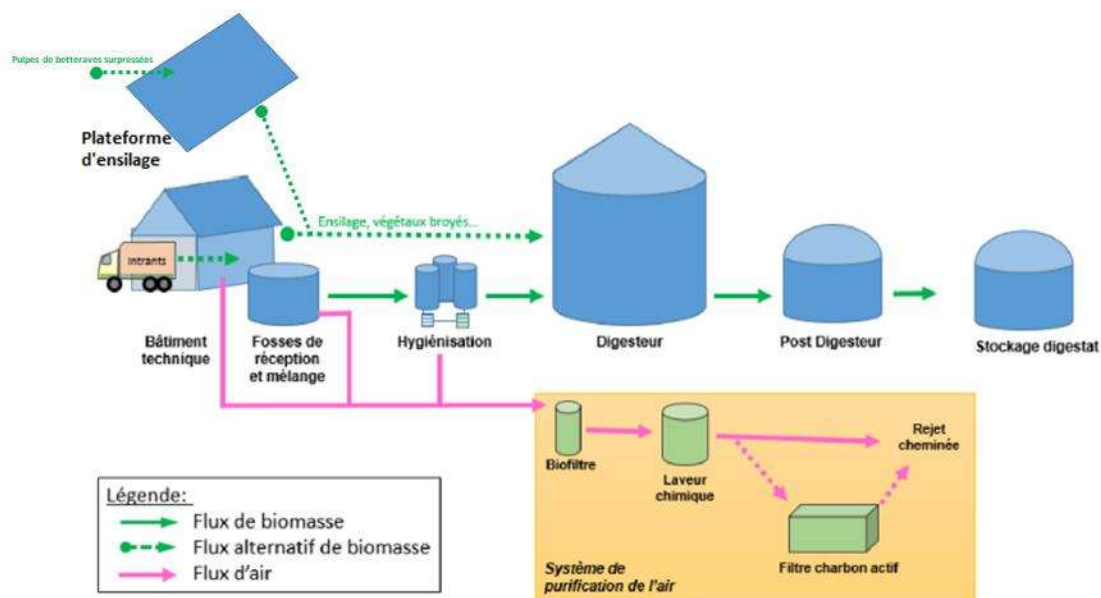 Pulpes de betteraves surpressées
Plateforme
d'ensilage
Ensilage, végétaux broyés...
Intrants
Bâtiment
technique
Fosses de
réception
et mélange
Hygiénisation
Digesteur
Post Digesteur
Stockage digestat
Biofiltre
Laveur
chimique
Rejet
cheminée
Filtre charbon actif
Système de
purification de l'air
Légende:
Flux de biomasse
Flux alternatif de biomasse
Flux d'air